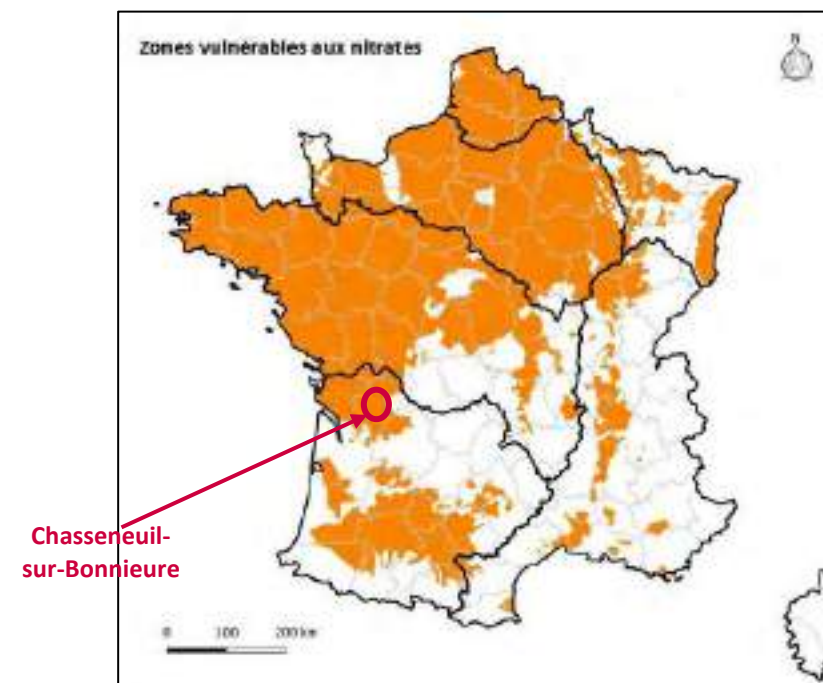 Zones vulnérables aux nitrates
N
Chasseneuil-
sur-Bonnieure
0 100 200 km